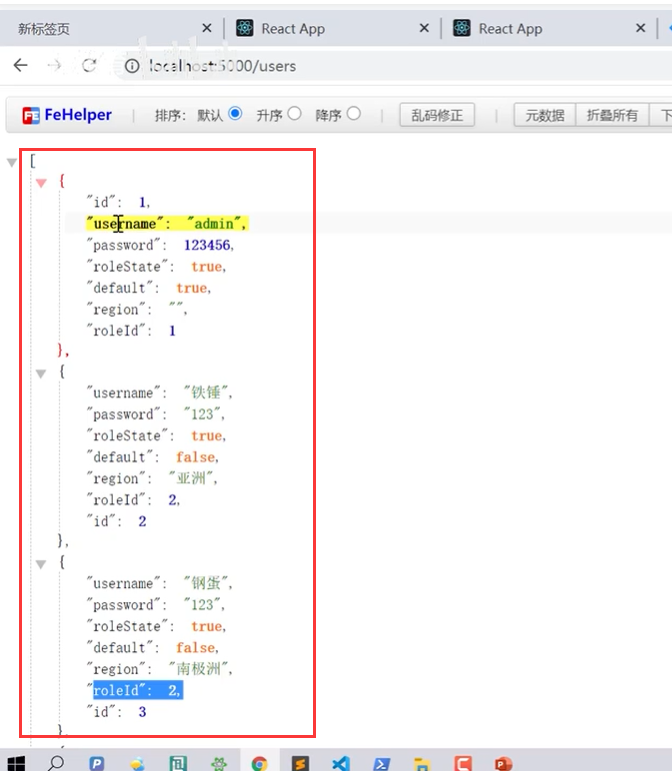 新标签页 × React App × React App ×
localhost:5000/users
FeHelper 排序: 默认 升序 降序 乱码修正 元数据 折叠所有 下
[
{
"id": 1,
"username": "admin",
"password": 123456,
"roleState": true,
"default": true,
"region": "",
"roleId": 1
},
{
"username": "铁锤",
"password": "123",
"roleState": true,
"default": false,
"region": "亚洲",
"roleId": 2,
"id": 2
},
{
"username": "钢蛋",
"password": "123",
"roleState": true,
"default": false,
"region": "南极洲",
"roleId": 2,
"id": 3
},